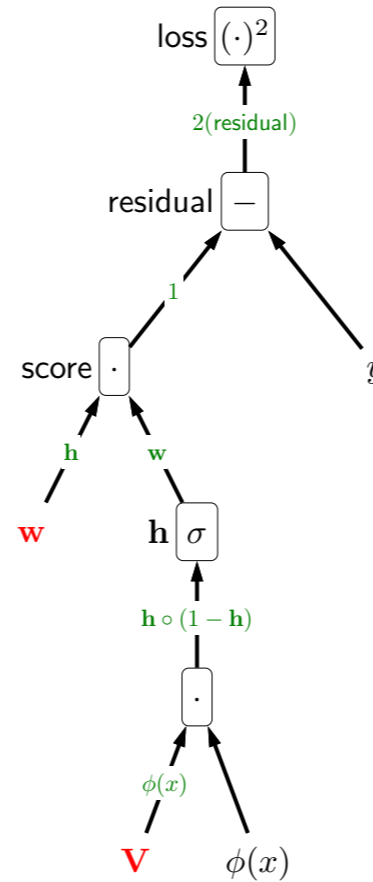 loss (·)²
2(residual)
residual −
1
score ·
y
h
w
w
h σ
h ∘ (1 − h)
·
ϕ(x)
V
ϕ(x)